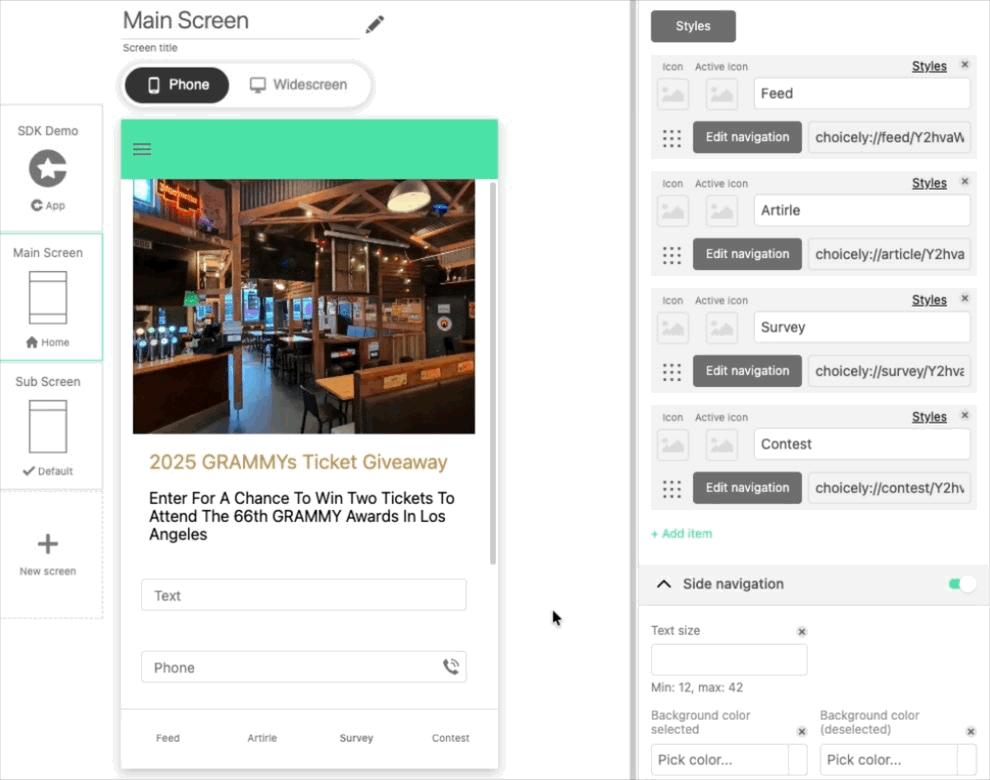 Main Screen
Screen title
Phone
Widescreen
SDK Demo
App
Main Screen
Home
Sub Screen
Default
New screen
2025 GRAMMYs Ticket Giveaway
Enter For A Chance To Win Two Tickets To
Attend The 66th GRAMMY Awards In Los
Angeles
Text
Phone
Feed
Artirle
Survey
Contest
Styles
Icon
Active icon
Styles
Feed
Edit navigation
choicely://feed/Y2hvaW
Icon
Active icon
Styles
Artirle
Edit navigation
choicely://article/Y2hva
Icon
Active icon
Styles
Survey
Edit navigation
choicely://survey/Y2hva
Icon
Active icon
Styles
Contest
Edit navigation
choicely://contest/Y2hv
+ Add item
Side navigation
Text size
Min: 12, max: 42
Background color
selected
Pick color...
Background color
(deselected)
Pick color...